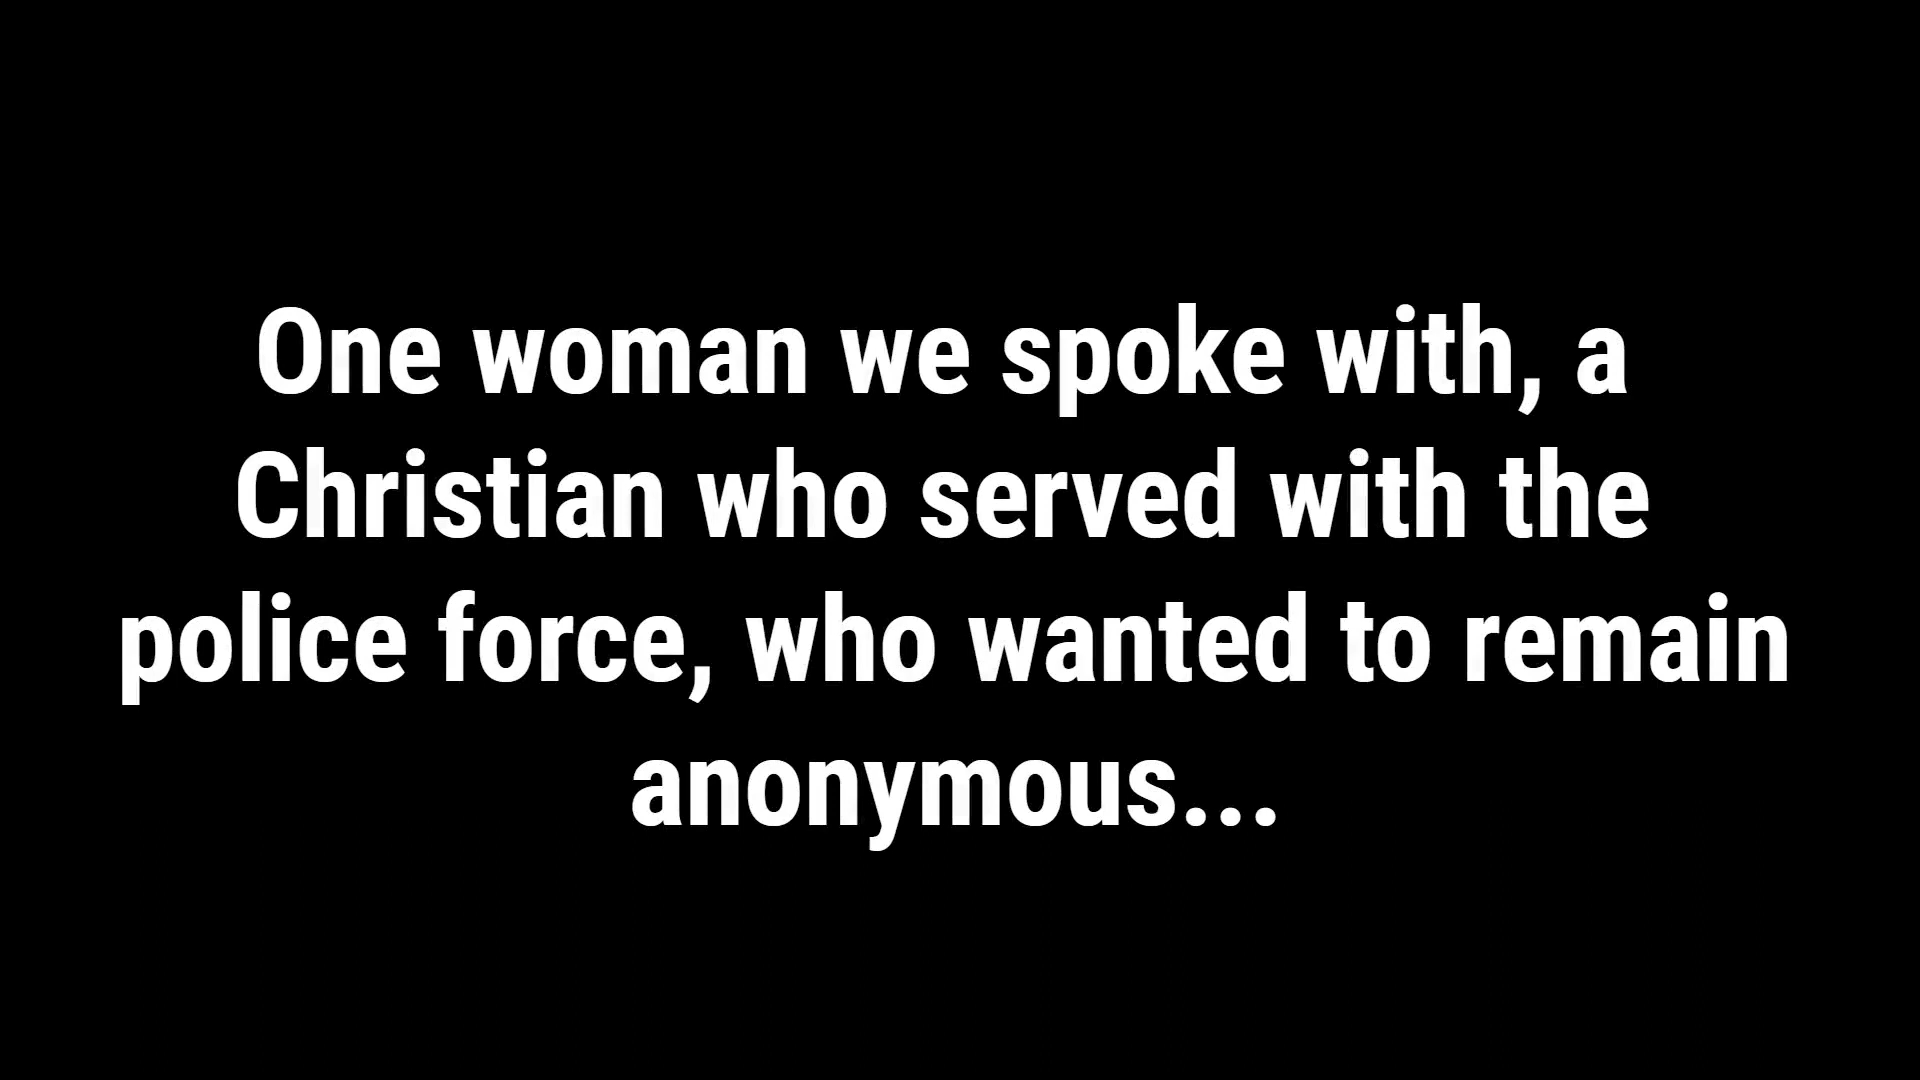 One woman we spoke with, a
Christian who served with the
police force, who wanted to remain
anonymous...